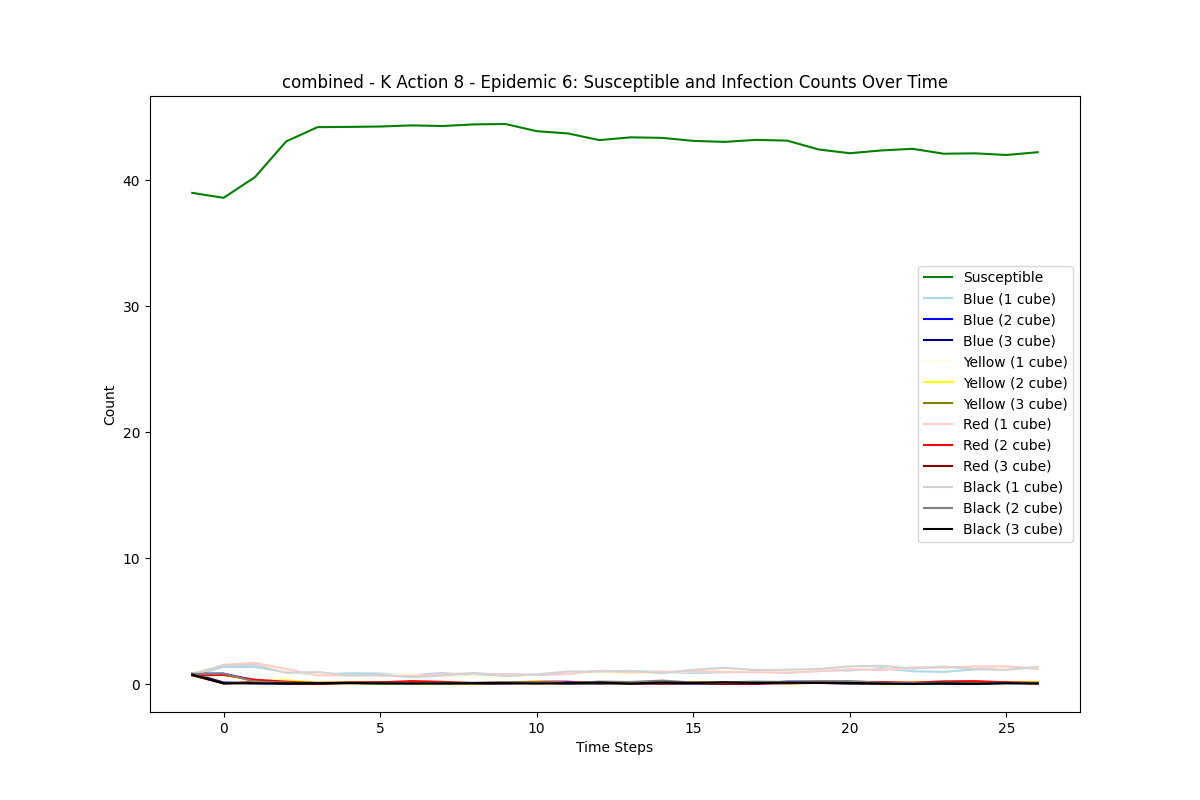 combined - K Action 8 - Epidemic 6: Susceptible and Infection Counts Over Time
Count
40
30
20
10
0
Susceptible
Blue (1 cube)
Blue (2 cube)
Blue (3 cube)
Yellow (1 cube)
Yellow (2 cube)
Yellow (3 cube)
Red (1 cube)
Red (2 cube)
Red (3 cube)
Black (1 cube)
Black (2 cube)
Black (3 cube)
0 5 10 15 20 25
Time Steps